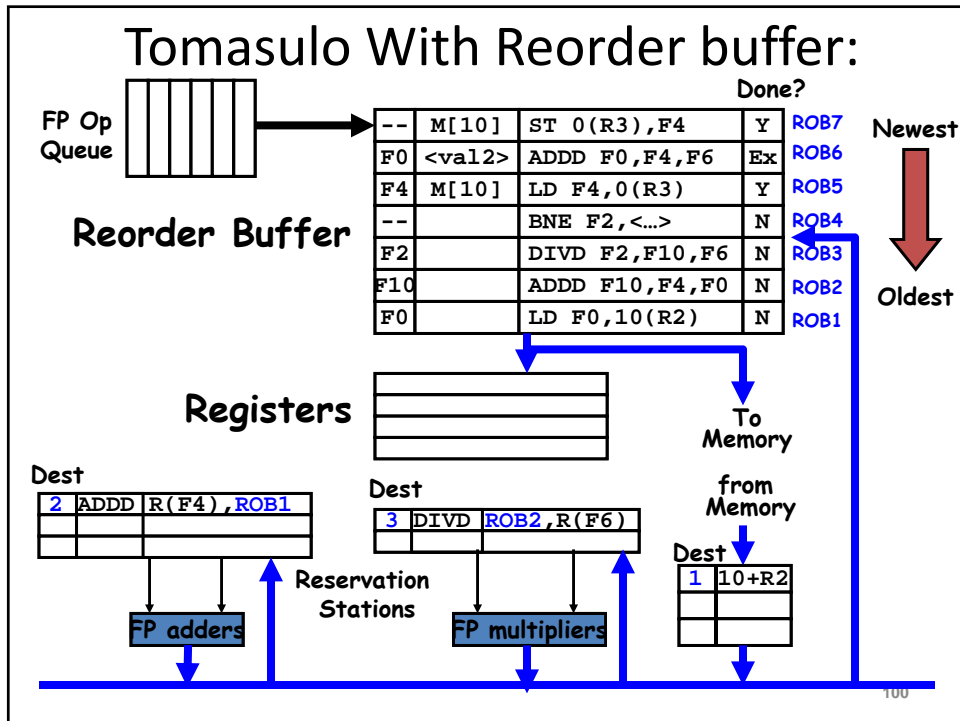 Tomasulo With Reorder buffer:
Done?
FP Op
Queue
-- M[10] ST 0(R3),F4 Y ROB7
F0 <val2> ADDD F0,F4,F6 Ex ROB6
F4 M[10] LD F4,0(R3) Y ROB5
-- BNE F2,<…> N ROB4
F2 DIVD F2,F10,F6 N ROB3
F10 ADDD F10,F4,F0 N ROB2
F0 LD F0,10(R2) N ROB1
Newest
Oldest
Reorder Buffer
Registers
To
Memory
from
Memory
Dest
2 ADDD R(F4),ROB1
Dest
3 DIVD ROB2,R(F6)
Dest
1 10+R2
Reservation
Stations
FP adders
FP multipliers
100